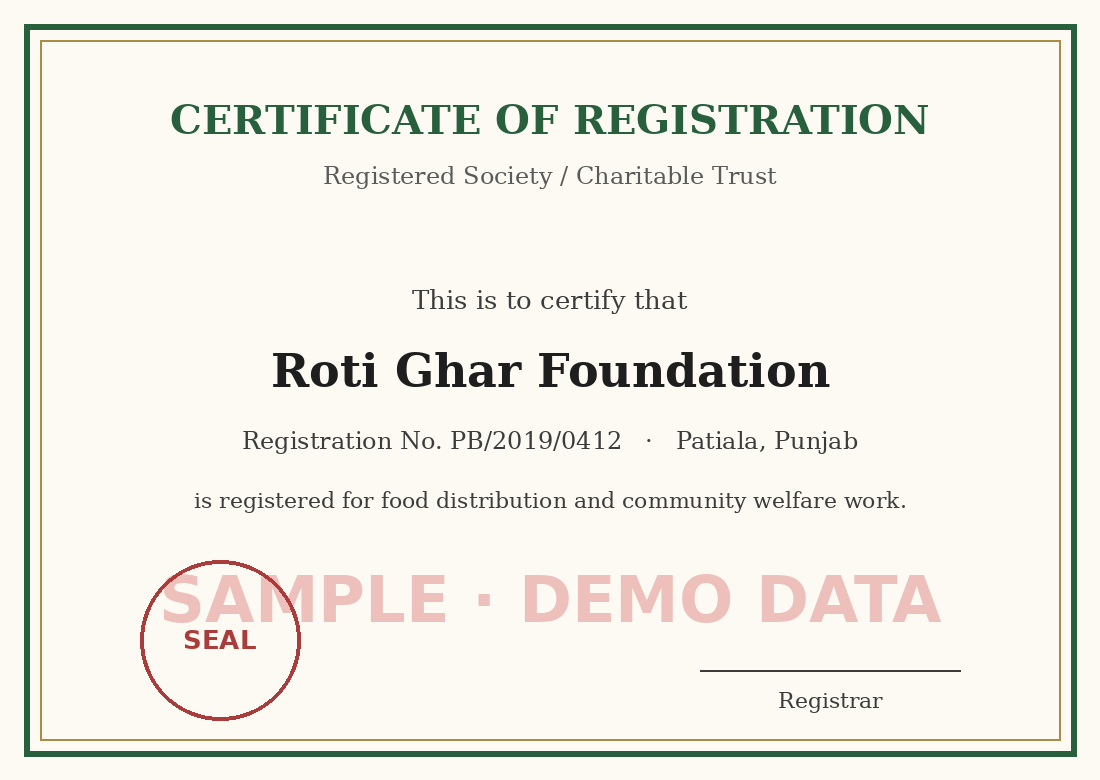 CERTIFICATE OF REGISTRATION
Registered Society / Charitable Trust
This is to certify that
Roti Ghar Foundation
Registration No. PB/2019/0412 · Patiala, Punjab
is registered for food distribution and community welfare work.
SAMPLE · DEMO DATA
SEAL
Registrar